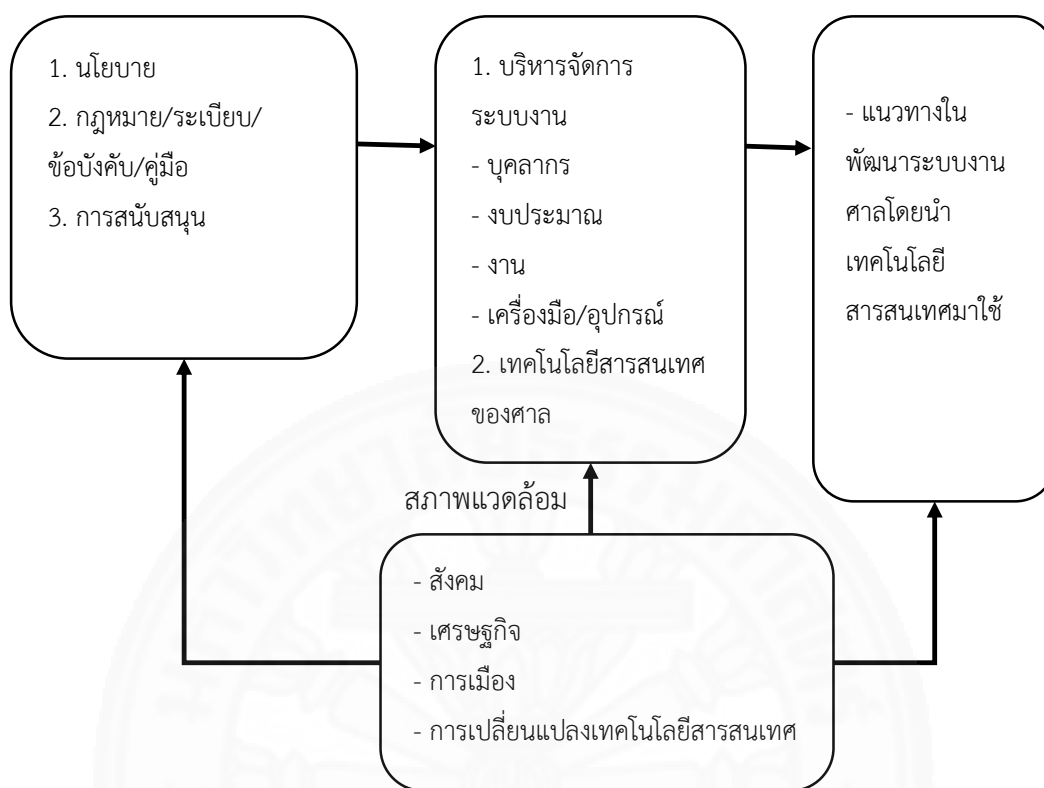 1. นโยบาย
2. กฎหมาย/ระเบียบ/
ข้อบังคับ/คู่มือ
3. การสนับสนุน
1. บริหารจัดการ
ระบบงาน
- บุคลากร
- งบประมาณ
- งาน
- เครื่องมือ/อุปกรณ์
2. เทคโนโลยีสารสนเทศ
ของศาล
- แนวทางใน
พัฒนาระบบงาน
ศาลโดยนำ
เทคโนโลยี
สารสนเทศมาใช้
สภาพแวดล้อม
- สังคม
- เศรษฐกิจ
- การเมือง
- การเปลี่ยนแปลงเทคโนโลยีสารสนเทศ